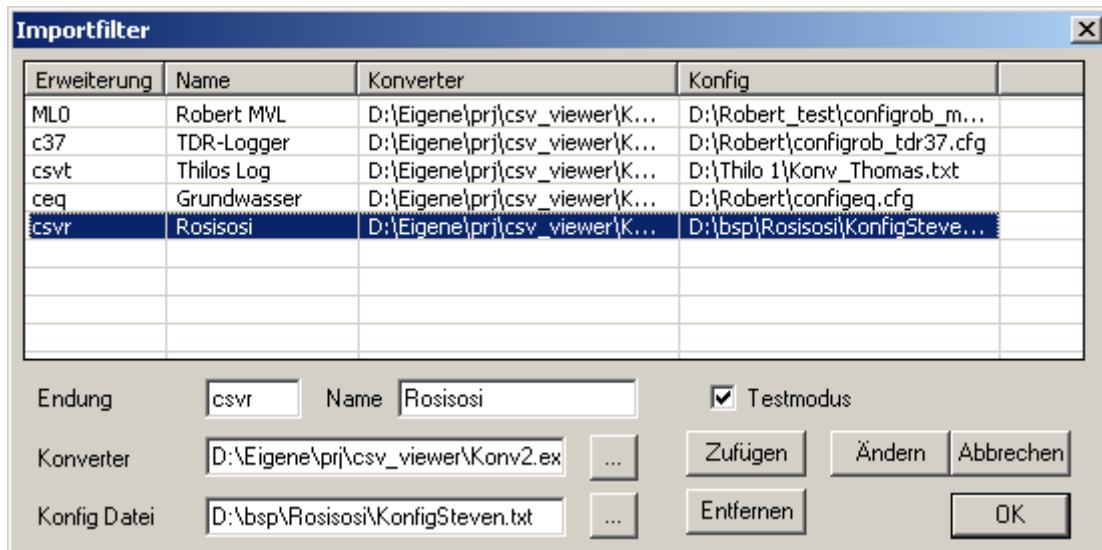 Importfilter
Erweiterung Name Konverter Konfig
ML0 Robert MVL D:\Eigene\prj\csv_viewer\K... D:\Robert_test\configrob_m...
c37 TDR-Logger D:\Eigene\prj\csv_viewer\K... D:\Robert\configrob_tdr37.cfg
csvt Thilos Log D:\Eigene\prj\csv_viewer\K... D:\Thilo 1\Konv_Thomas.txt
ceq Grundwasser D:\Eigene\prj\csv_viewer\K... D:\Robert\configeq.cfg
csvr Rosisosi D:\Eigene\prj\csv_viewer\K... D:\bsp\Rosisosi\KonfigSteve...
Endung csvr Name Rosisosi Testmodus
Konverter D:\Eigene\prj\csv_viewer\Konv2.ex ... Zufügen Ändern Abbrechen
Konfig Datei D:\bsp\Rosisosi\KonfigSteven.txt ... Entfernen OK